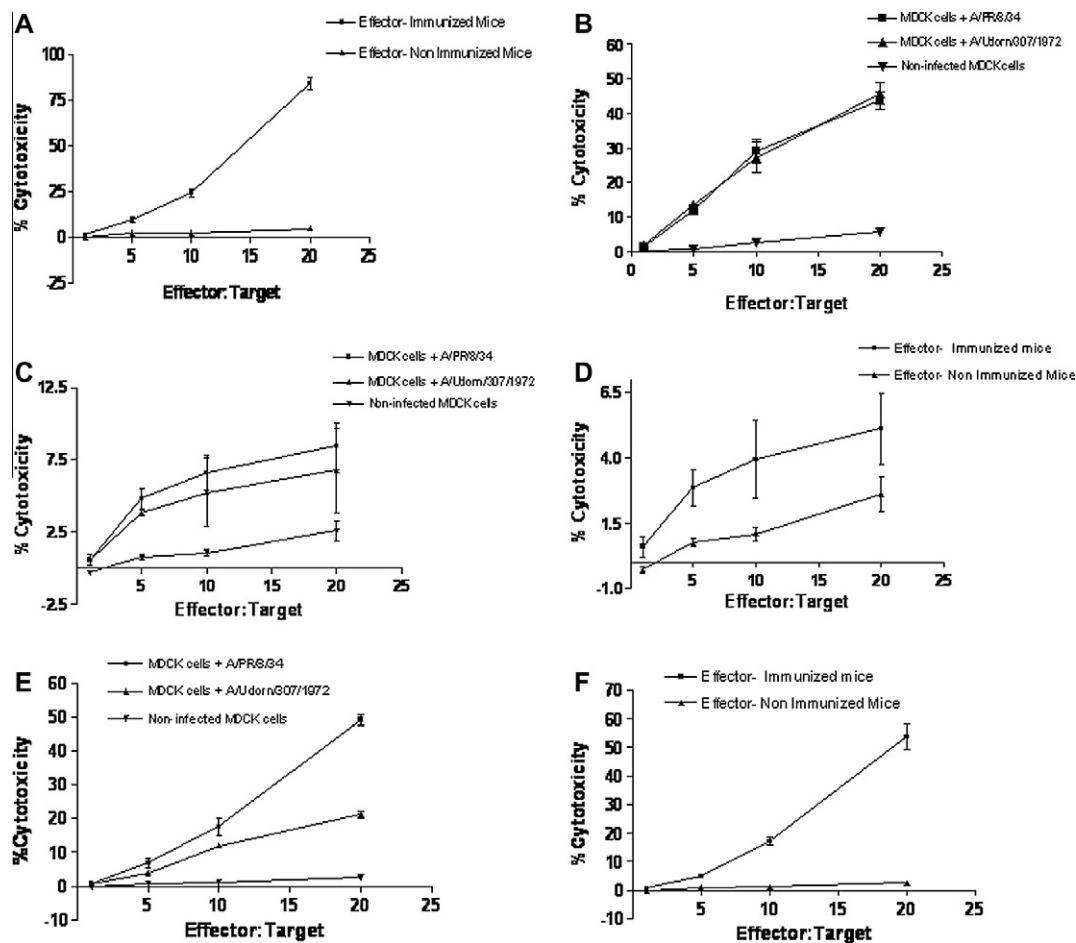 A
Effector- Immunized Mice
Effector- Non Immunized Mice
% Cytotoxicity
100
75
50
25
0
-25
5 10 15 20 25
Effector:Target
B
MDCK cells + A/PR/8/34
MDCK cells + A/Udorn/307/1972
Non-infected MDCK cells
% Cytotoxicity
60
50
40
30
20
10
0
0 5 10 15 20 25
Effector:Target
C
MDCK cells + A/PR/8/34
MDCK cells + A/Udorn/307/1972
Non-infected MDCK cells
% Cytotoxicity
12.5
7.5
2.5
-2.5
5 10 15 20 25
Effector:Target
D
Effector- Immunized mice
Effector- Non Immunized Mice
% Cytotoxicity
6.5
4.0
1.5
-1.0
5 10 15 20 25
Effector:Target
E
MDCK cells + A/PR/8/34
MDCK cells + A/Udorn/307/1972
Non-infected MDCK cells
%Cytotoxicity
60
50
40
30
20
10
0
-10
5 10 15 20 25
Effector:Target
F
Effector- Immunized mice
Effector- Non Immunized Mice
% Cytotoxicity
70
60
50
40
30
20
10
0
-10
5 10 15 20 25
Effector:Target